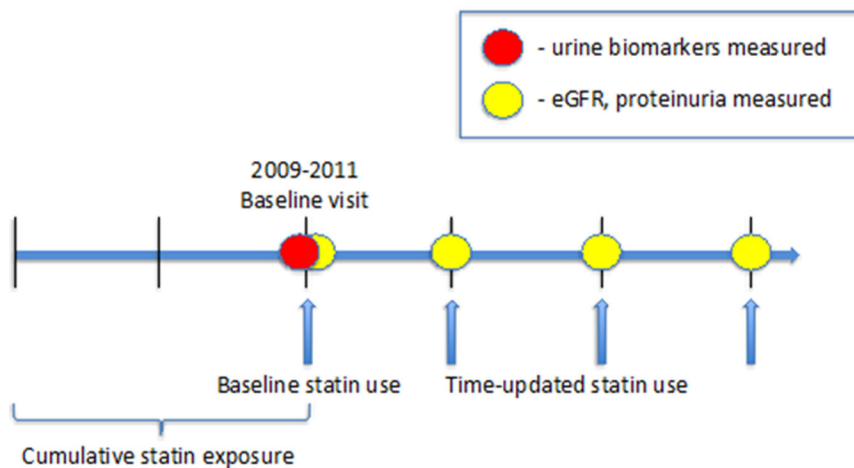 - urine biomarkers measured
- eGFR, proteinuria measured
2009-2011
Baseline visit
Baseline statin use
Time-updated statin use
Cumulative statin exposure